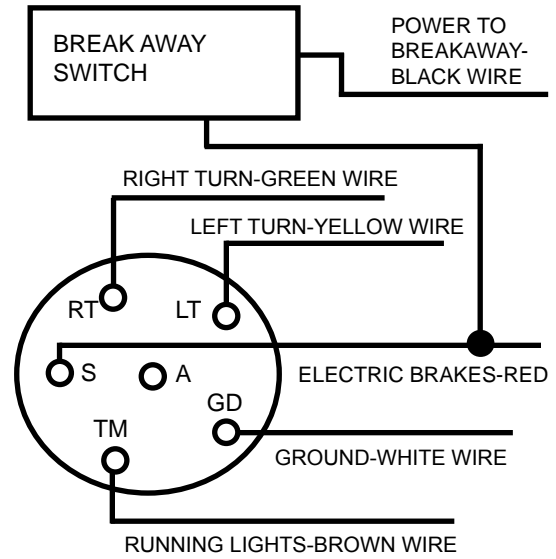 BREAK AWAY
SWITCH
POWER TO
BREAKAWAY-
BLACK WIRE
RIGHT TURN-GREEN WIRE
LEFT TURN-YELLOW WIRE
RT
LT
S
A
ELECTRIC BRAKES-RED
GD
TM
GROUND-WHITE WIRE
RUNNING LIGHTS-BROWN WIRE